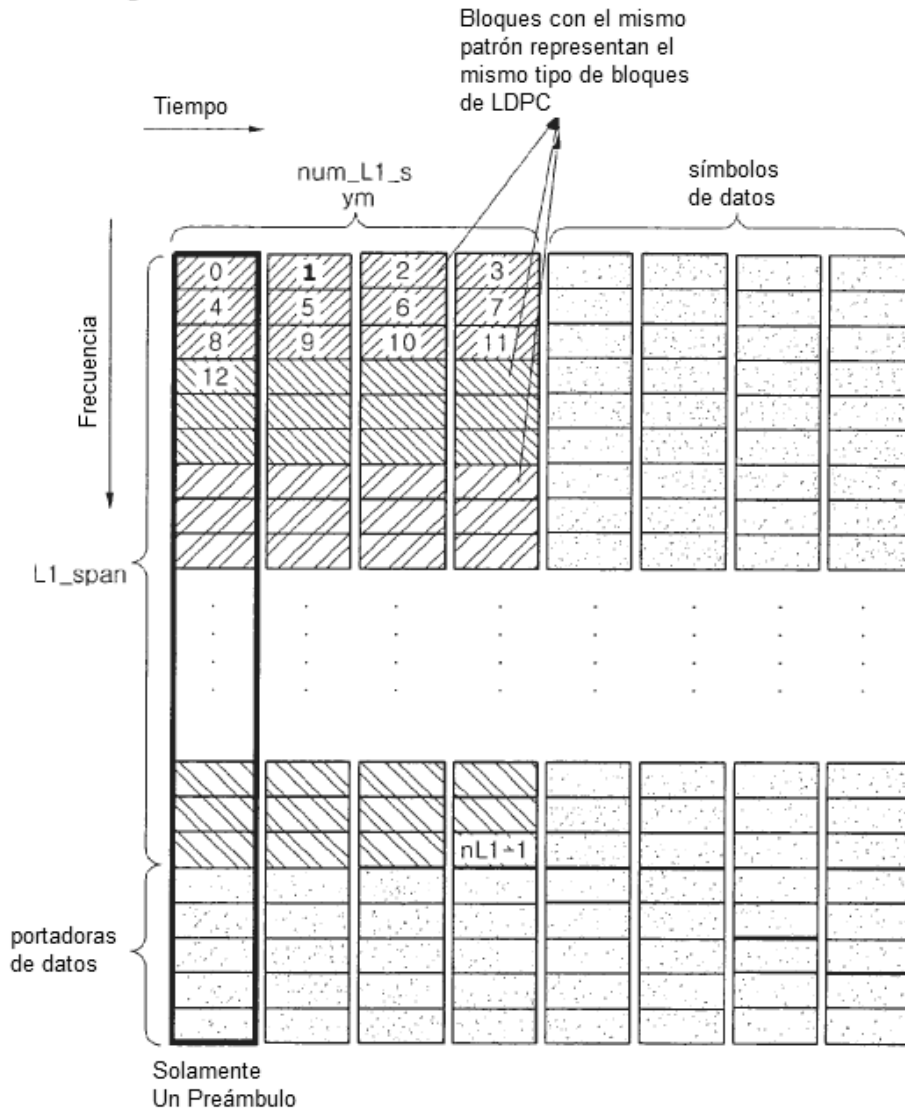 Bloques con el mismo
patrón representan el
mismo tipo de bloques
de LDPC
Tiempo
num_L1_s
ym
símbolos
de datos
Frecuencia
0 1 2 3
4 5 6 7
8 9 10 11
12
L1_span
nL1-1
portadoras
de datos
Solamente
Un Preámbulo